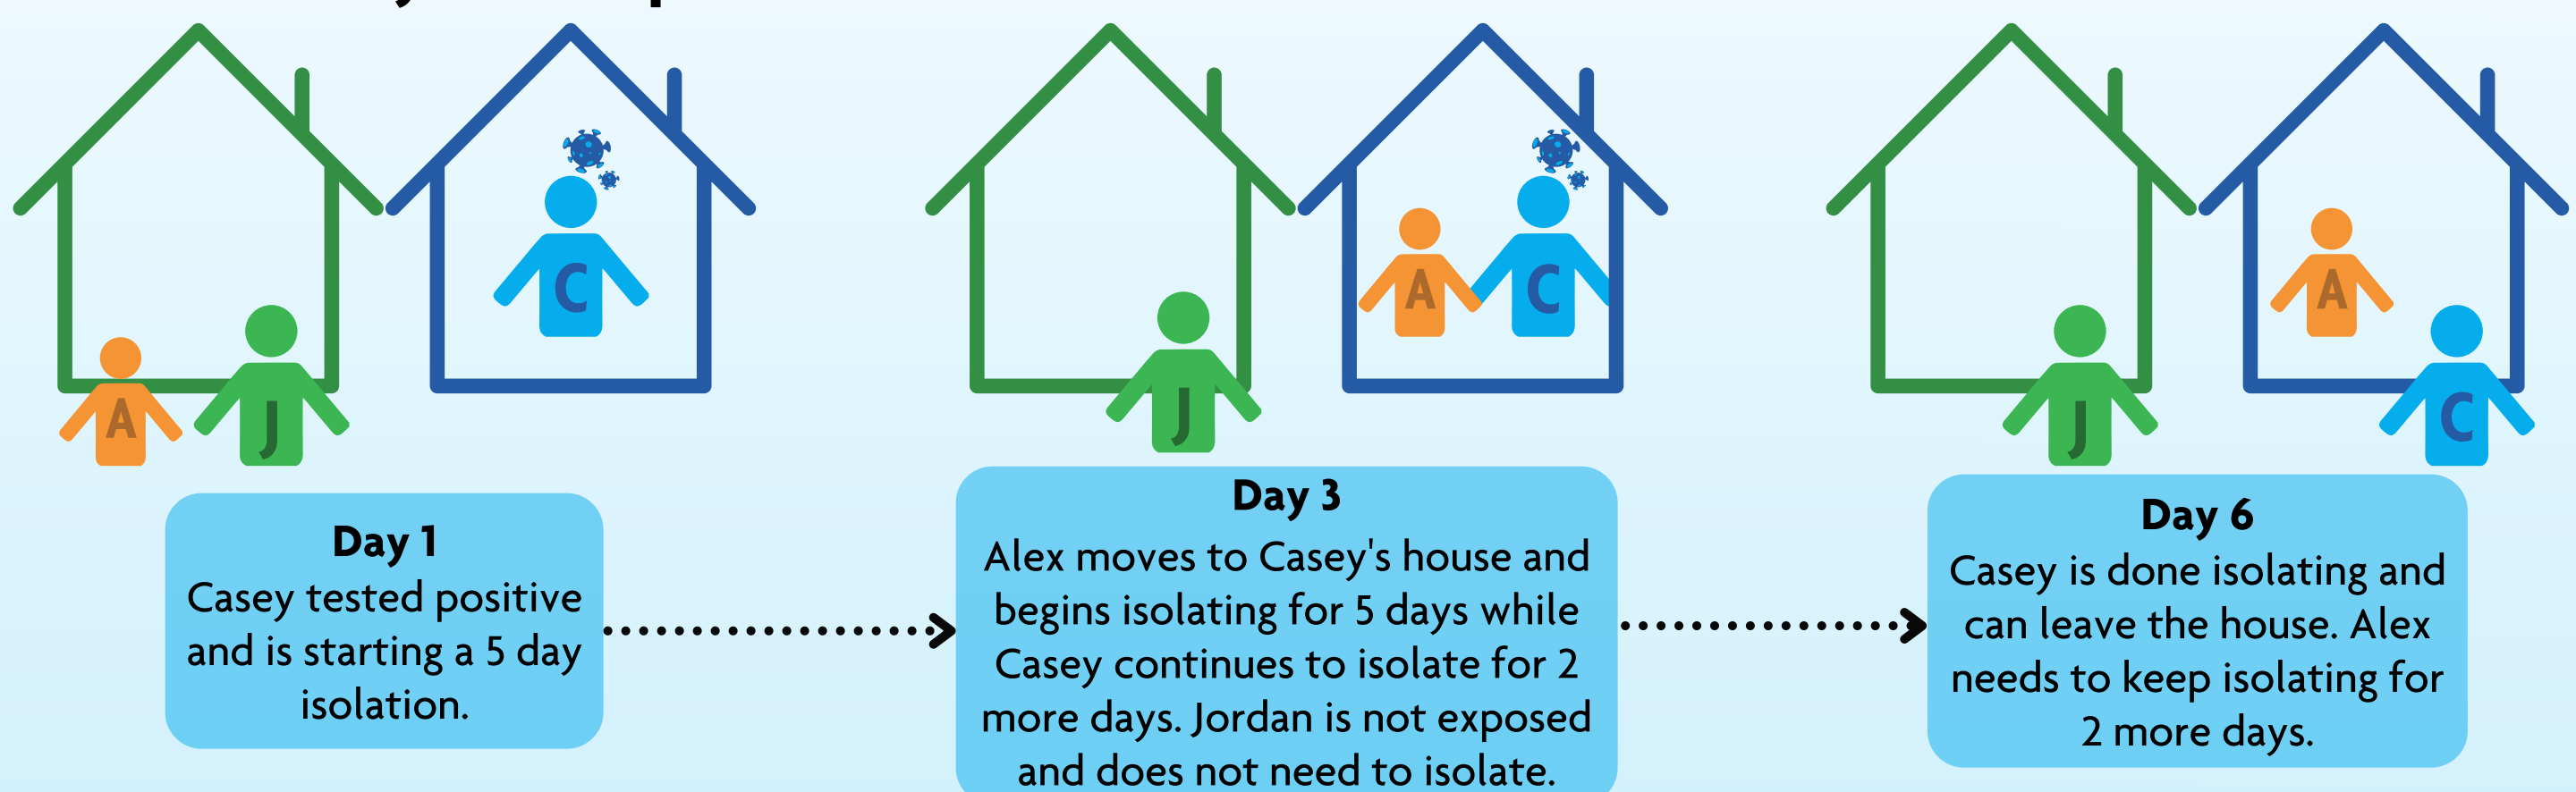 C
A
J
A
C
J
A
J
C
Day 1
Casey tested positive
and is starting a 5 day
isolation.
Day 3
Alex moves to Casey's house and
begins isolating for 5 days while
Casey continues to isolate for 2
more days. Jordan is not exposed
and does not need to isolate.
Day 6
Casey is done isolating and
can leave the house. Alex
needs to keep isolating for
2 more days.